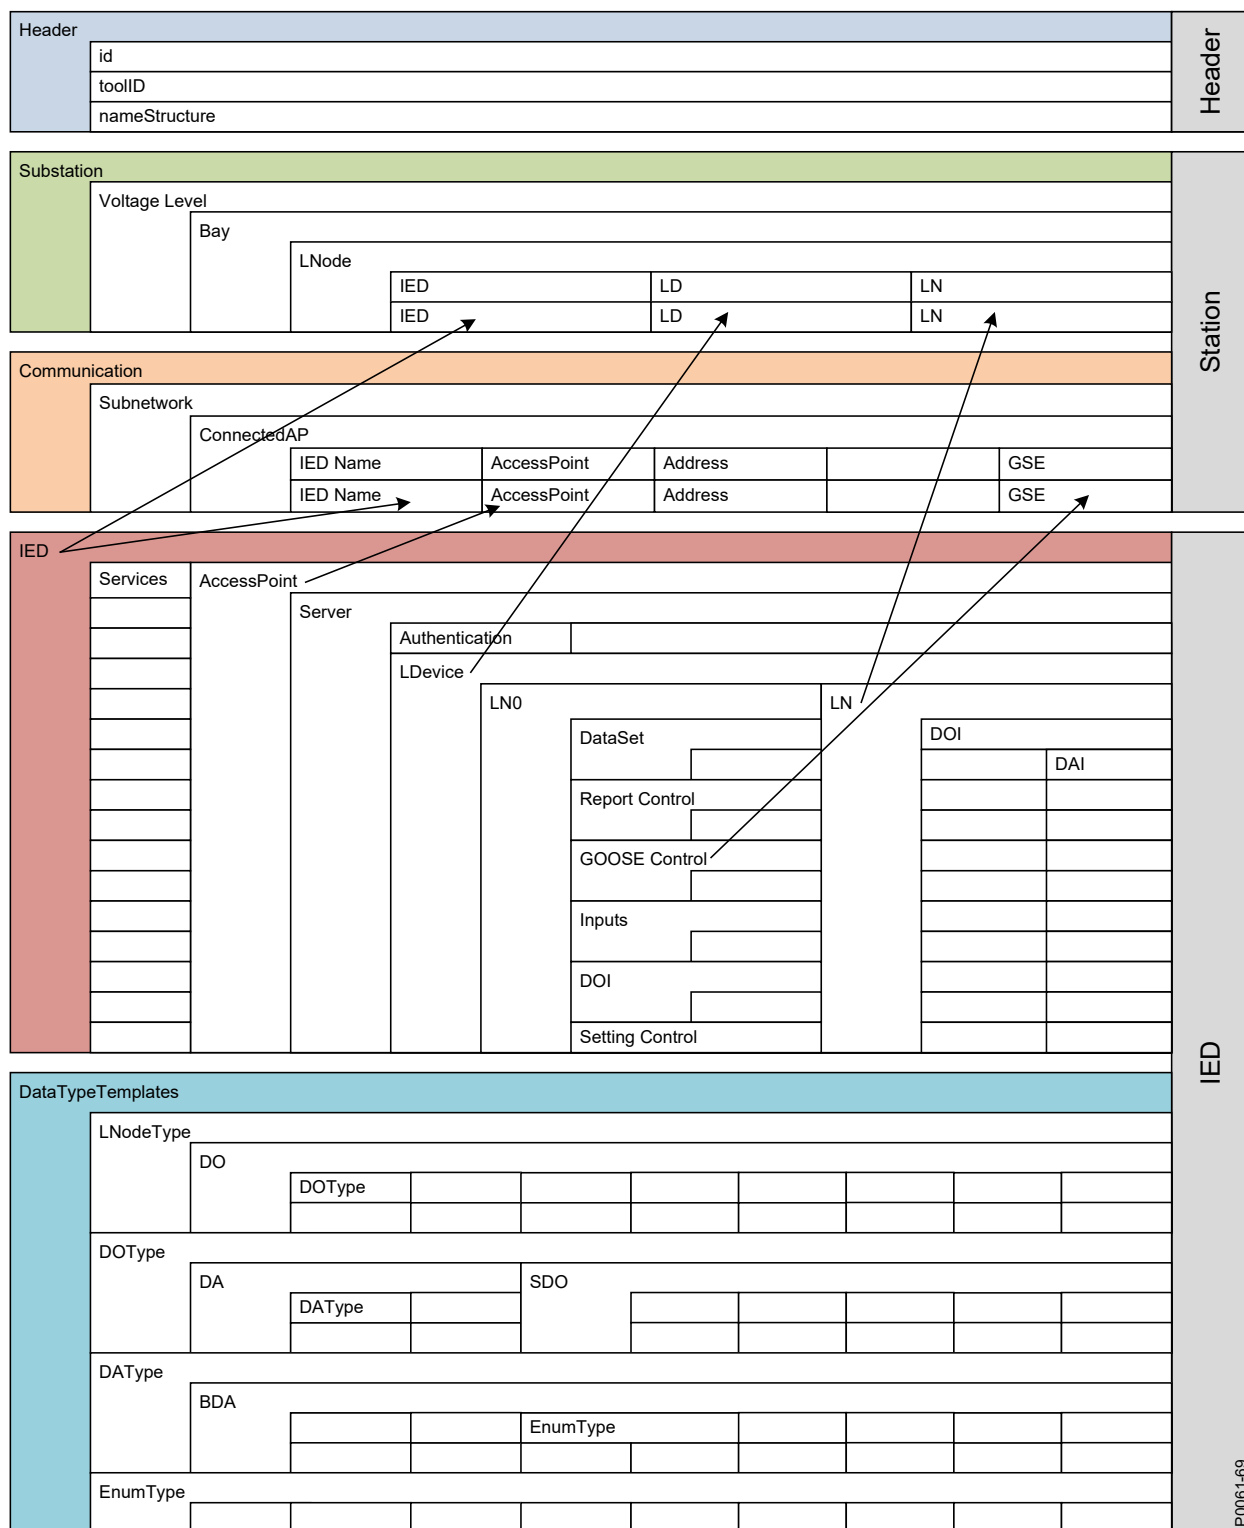 Header
id
toolID
nameStructure
Header
Substation
Voltage Level
Bay
LNode
IED LD LN
IED LD LN
Station
Communication
Subnetwork
ConnectedAP
IED Name AccessPoint Address GSE
IED Name AccessPoint Address GSE
IED
Services AccessPoint
Server
Authentication
LDevice
LN0 LN
DataSet DOI
DAI
Report Control
GOOSE Control
Inputs
DOI
Setting Control
IED
DataTypeTemplates
LNodeType
DO
DOType
DOType
DA SDO
DAType
DAType
BDA
EnumType
EnumType
P0061-69